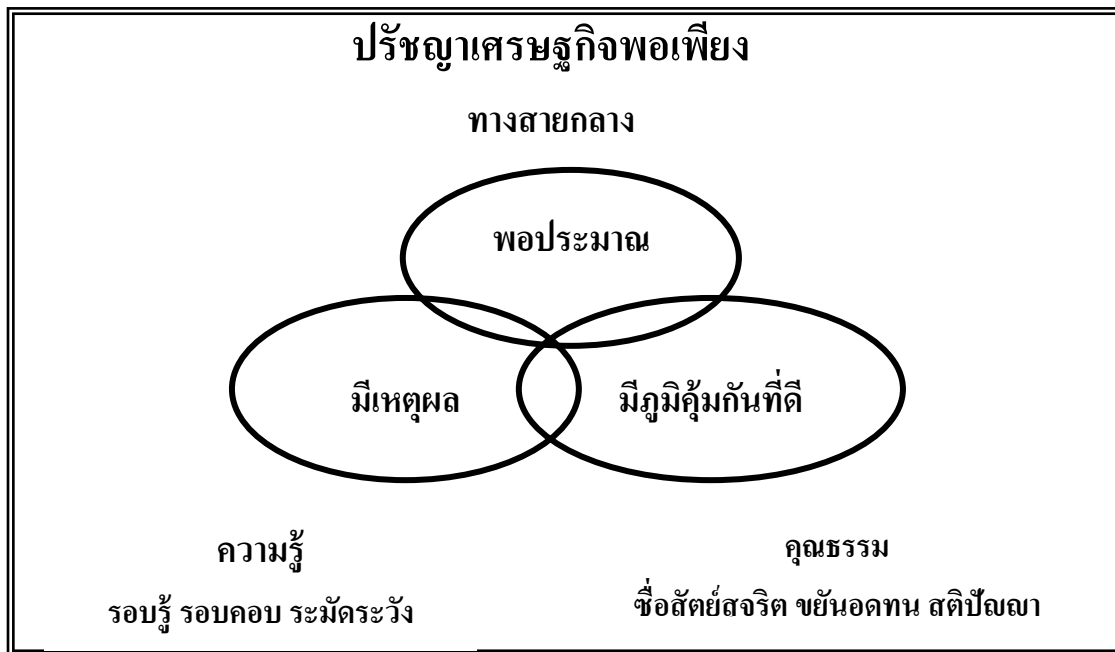 ปรัชญาเศรษฐกิจพอเพียง
ทางสายกลาง
พอประมาณ
มีเหตุผล
มีภูมิคุ้มกันที่ดี
ความรู้
รอบรู้ รอบคอบ ระมัดระวัง
คุณธรรม
ซื่อสัตย์สจริต ขยันอดทน สติปัญญา